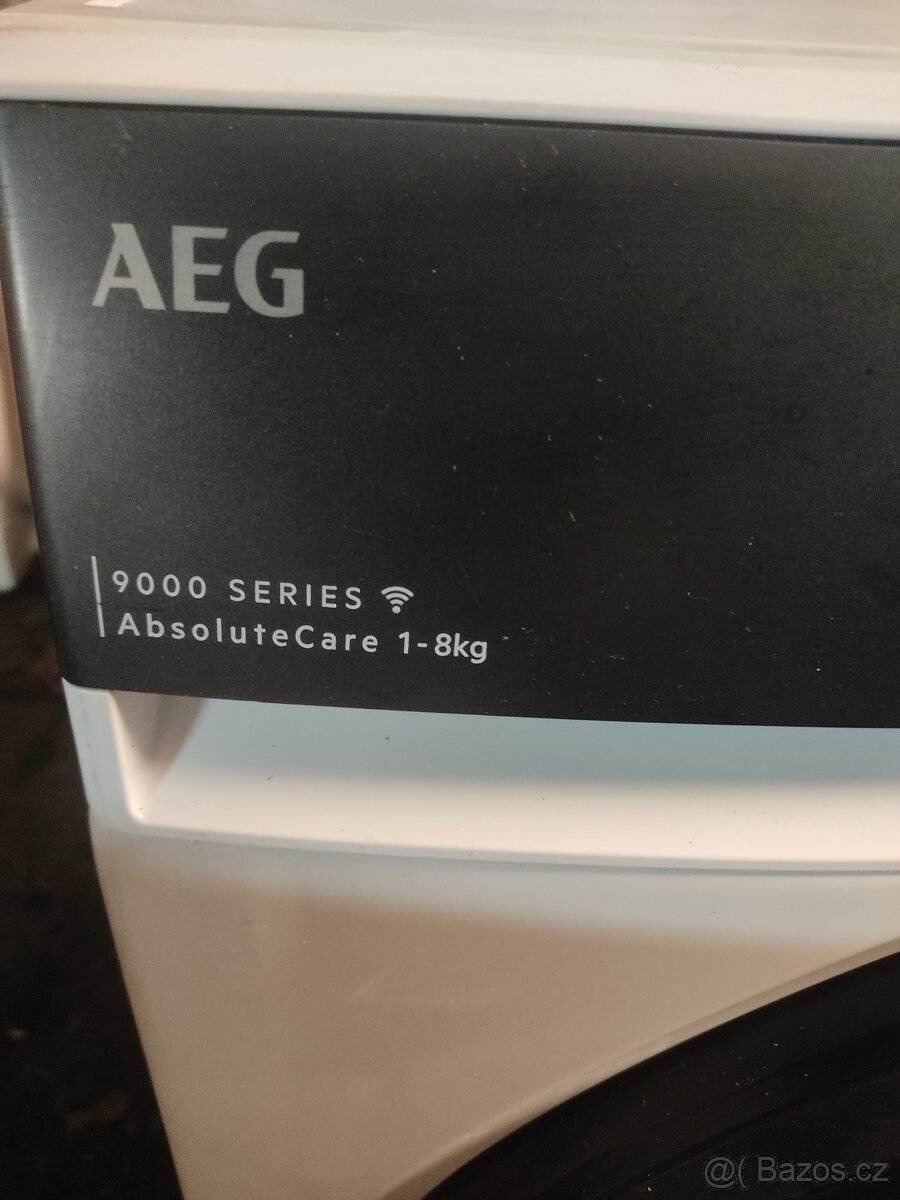 AEG
9000 SERIES
AbsoluteCare 1-8kg
@( Bazos.cz